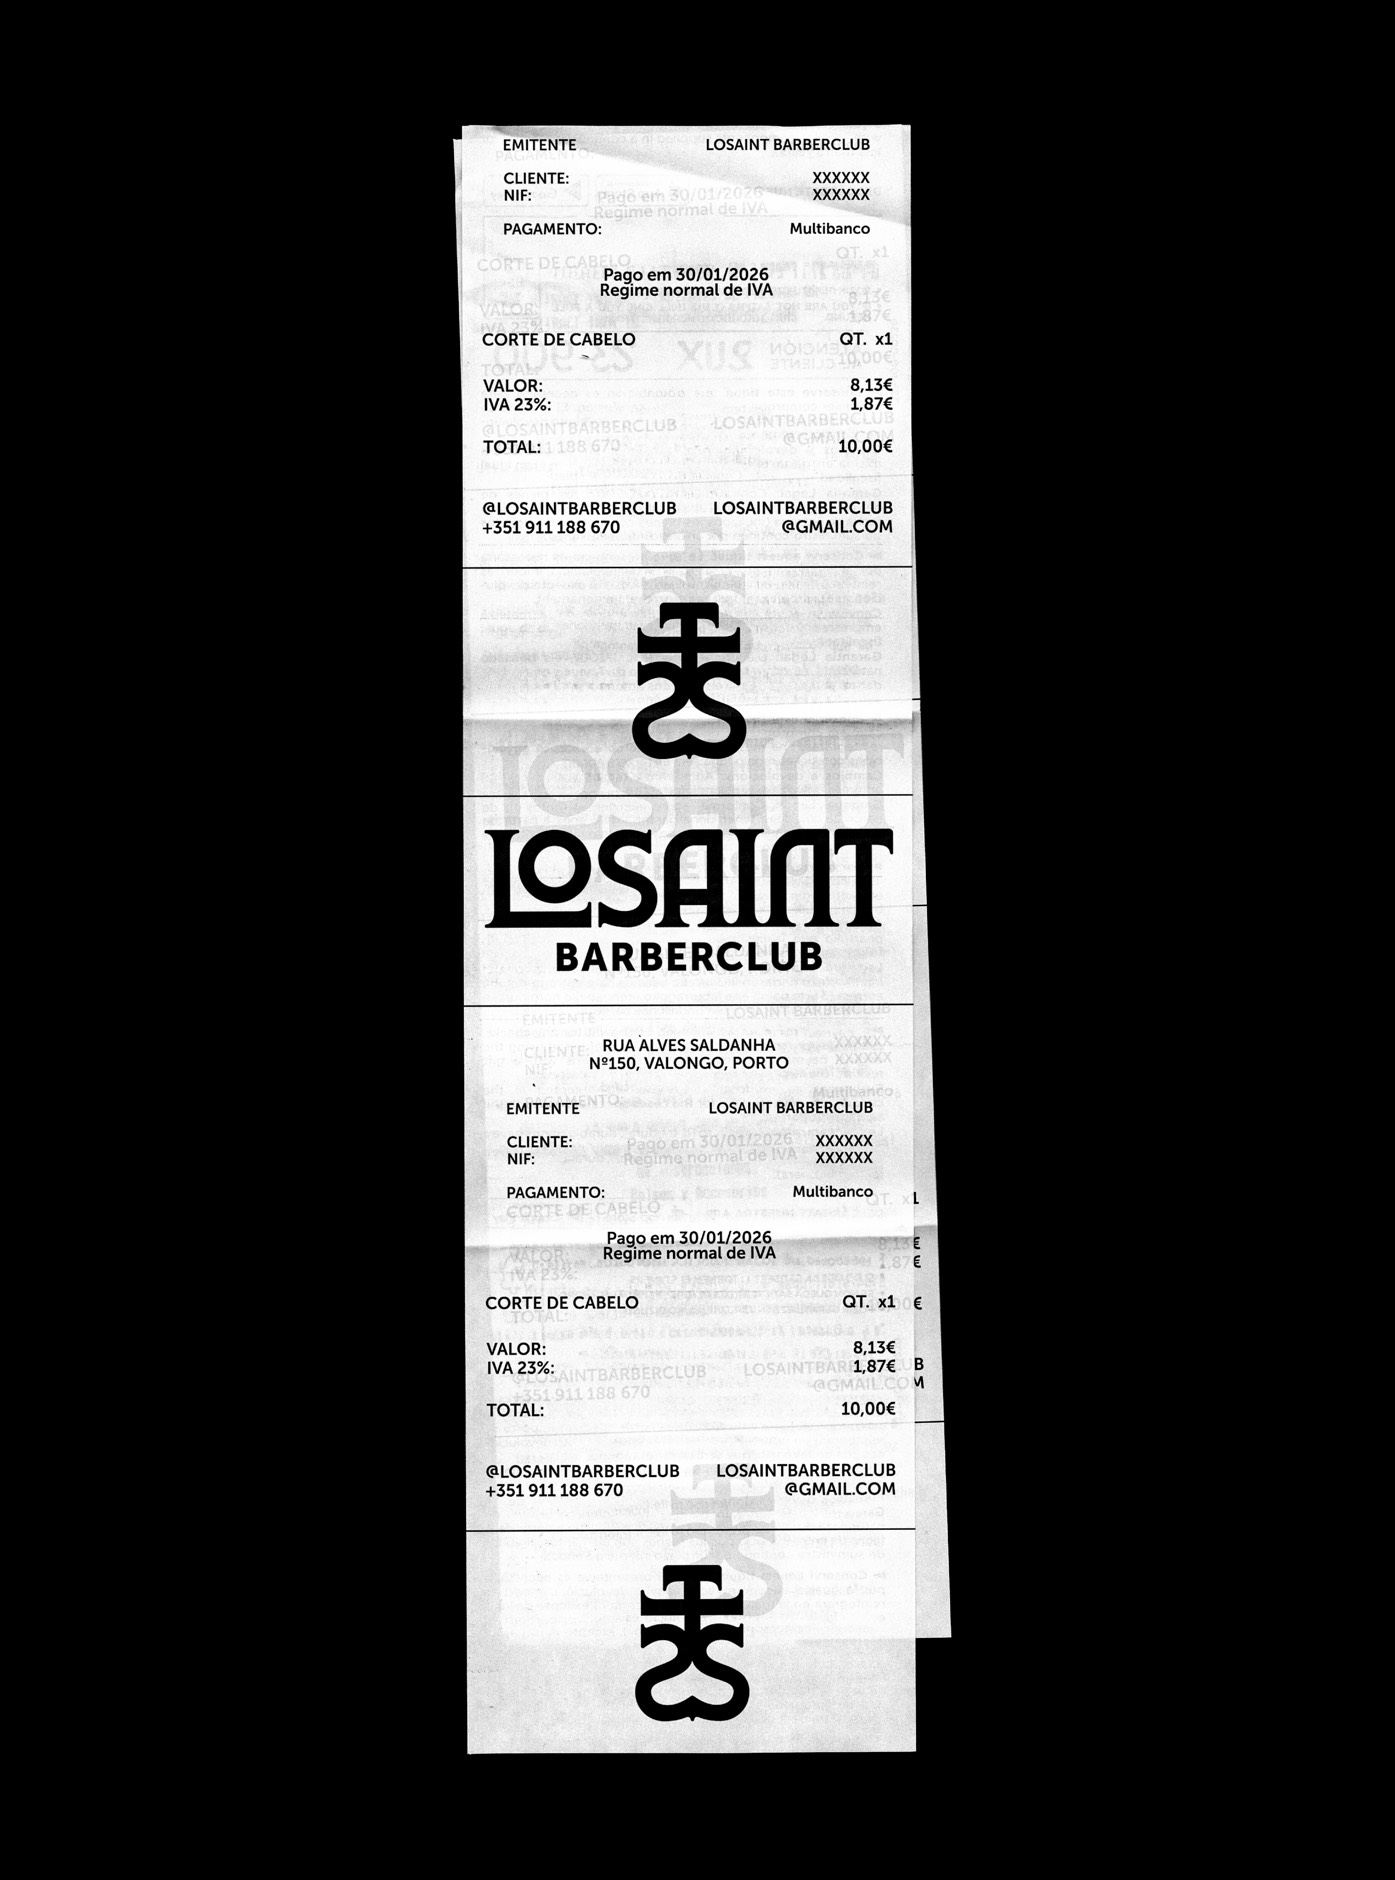 EMITENTE LOSAINT BARBERCLUB
CLIENTE: XXXXXX
NIF: XXXXXX
PAGAMENTO: Multibanco
Pago em 30/01/2026
Regime normal de IVA
CORTE DE CABELO QT. x1
VALOR: 8,13€
IVA 23%: 1,87€
TOTAL: 10,00€
@LOSAINTBARBERCLUB LOSAINTBARBERCLUB
+351 911 188 670 @GMAIL.COM
LOSAINT
BARBERCLUB
RUA ALVES SALDANHA
Nº150, VALONGO, PORTO
EMITENTE LOSAINT BARBERCLUB
CLIENTE: XXXXXX
NIF: XXXXXX
PAGAMENTO: Multibanco
Pago em 30/01/2026
Regime normal de IVA
CORTE DE CABELO QT. x1
VALOR: 8,13€
IVA 23%: 1,87€
TOTAL: 10,00€
@LOSAINTBARBERCLUB LOSAINTBARBERCLUB
+351 911 188 670 @GMAIL.COM